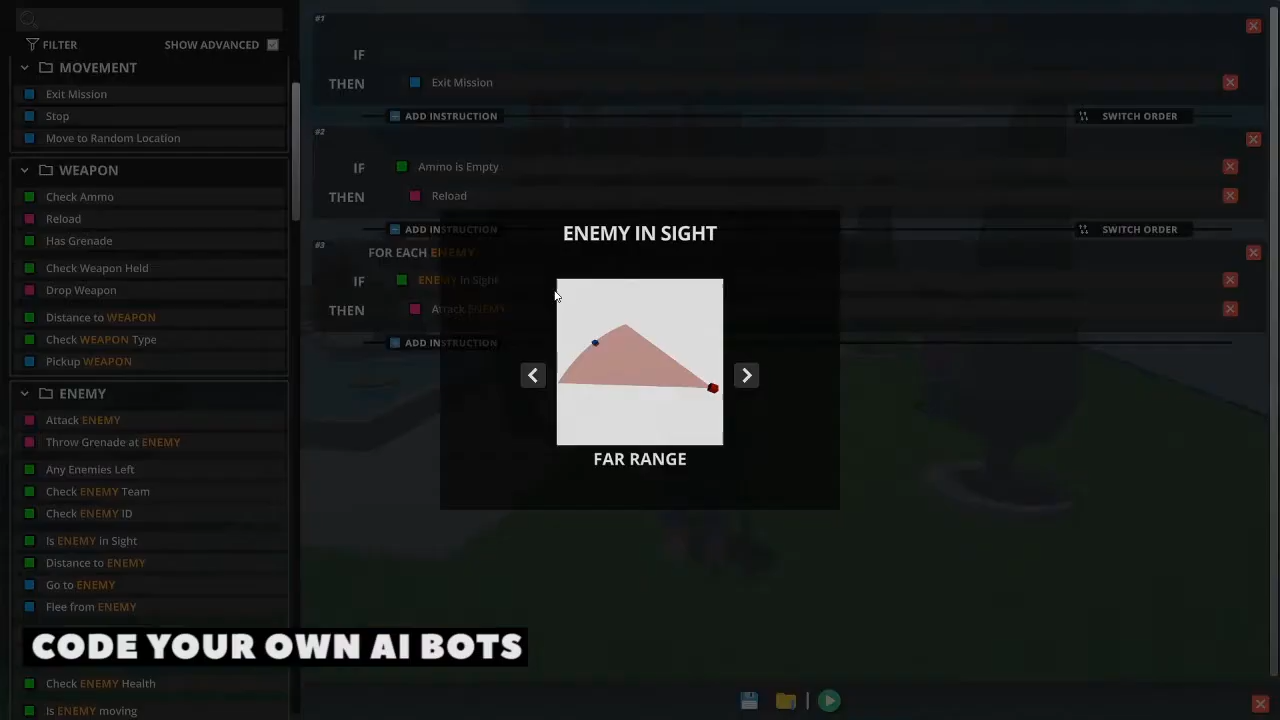 FILTER
SHOW ADVANCED
MOVEMENT
Exit Mission
Stop
Move to Random Location
WEAPON
Check Ammo
Reload
Has Grenade
Check Weapon Held
Drop Weapon
Distance to WEAPON
Check WEAPON Type
Pickup WEAPON
ENEMY
Attack ENEMY
Throw Grenade at ENEMY
Any Enemies Left
Check ENEMY Team
Check ENEMY ID
Is ENEMY in Sight
Distance to ENEMY
Go to ENEMY
Flee from ENEMY
Check ENEMY Health
Is ENEMY moving
#1
IF
THEN Exit Mission
ADD INSTRUCTION SWITCH ORDER
#2
IF Ammo is Empty
THEN Reload
ADD INSTRUCTION SWITCH ORDER
#3
FOR EACH ENEMY
IF ENEMY In Sight
THEN Attack ENEMY
ADD INSTRUCTION
ENEMY IN SIGHT
FAR RANGE
CODE YOUR OWN AI BOTS